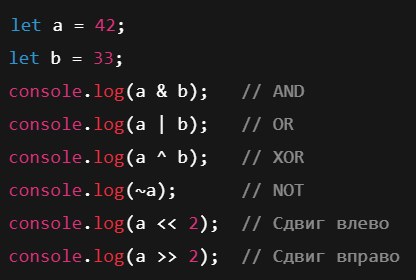 let a = 42;
let b = 33;
console.log(a & b);   // AND
console.log(a | b);   // OR
console.log(a ^ b);   // XOR
console.log(~a);      // NOT
console.log(a << 2);  // Сдвиг влево
console.log(a >> 2);  // Сдвиг вправо